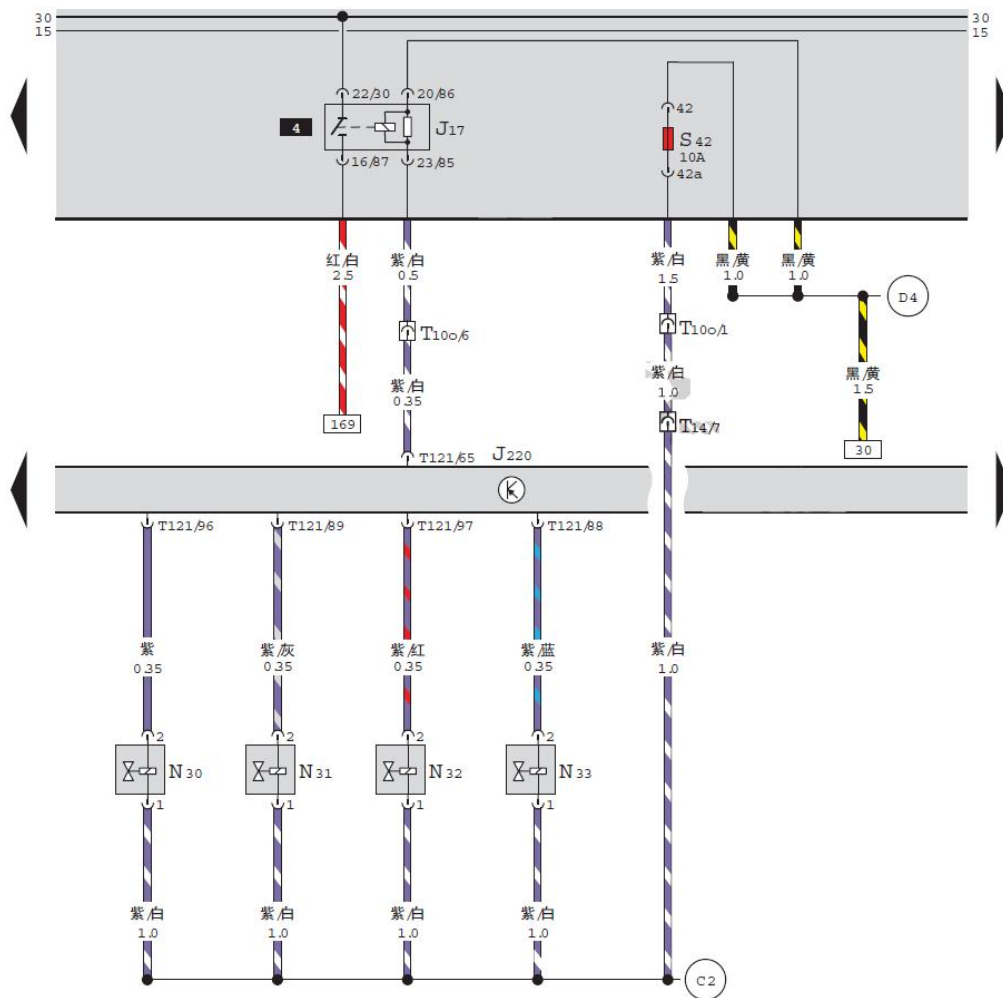 30
15
30
15
22/30
20/86
4
J17
16/87
23/85
42
S42
10A
42a
红/白
2.5
紫/白
0.5
紫/白
1.5
黑/黄
1.0
黑/黄
1.0
D4
T10o/6
T10o/1
紫/白
0.35
紫/白
1.0
黑/黄
1.5
169
T14/7
30
T121/65
J220
T121/96
T121/89
T121/97
T121/88
紫
0.35
紫/灰
0.35
紫/红
0.35
紫/蓝
0.35
紫/白
1.0
2
N30
1
2
N31
1
2
N32
1
2
N33
1
紫/白
1.0
紫/白
1.0
紫/白
1.0
紫/白
1.0
C2